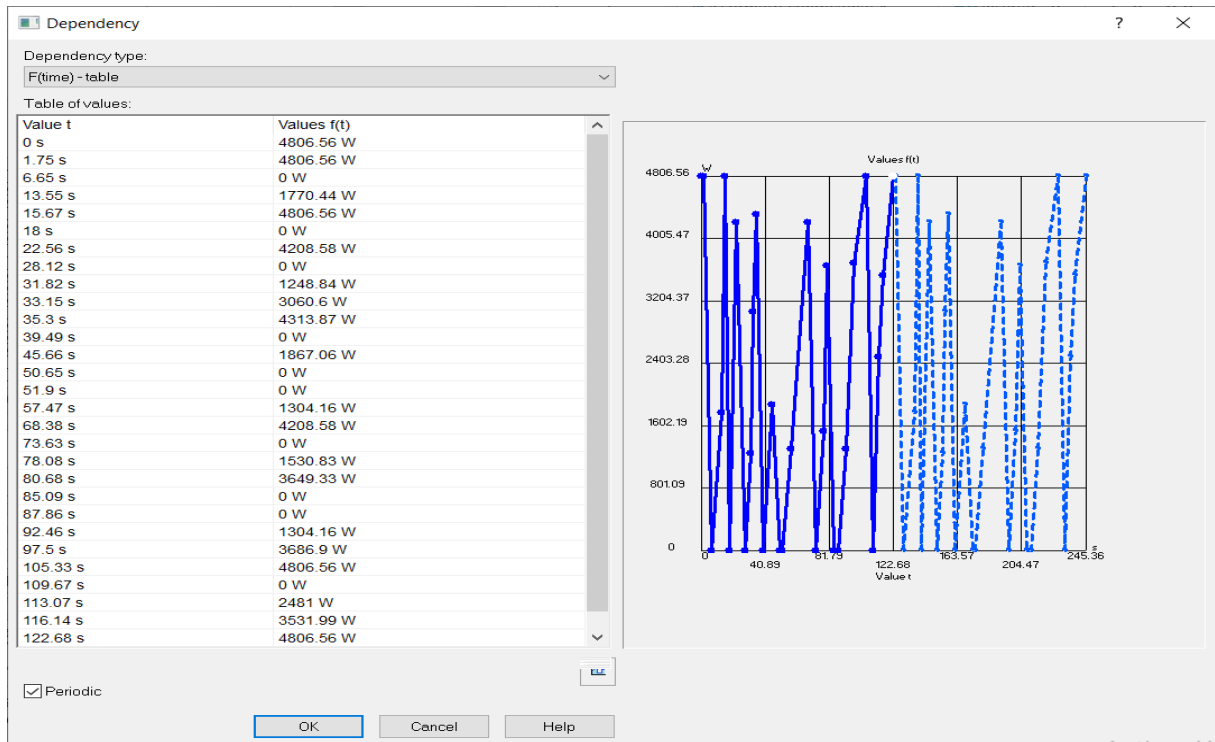 Dependency
?
Dependency type:
F(time) - table
Table of values:
Value t Values f(t)
0 s 4806.56 W
1.75 s 4806.56 W
6.65 s 0 W
13.55 s 1770.44 W
15.67 s 4806.56 W
18 s 0 W
22.56 s 4208.58 W
28.12 s 0 W
31.82 s 1248.84 W
33.15 s 3060.6 W
35.3 s 4313.87 W
39.49 s 0 W
45.66 s 1867.06 W
50.65 s 0 W
51.9 s 0 W
57.47 s 1304.16 W
68.38 s 4208.58 W
73.63 s 0 W
78.08 s 1530.83 W
80.68 s 3649.33 W
85.09 s 0 W
87.86 s 0 W
92.46 s 1304.16 W
97.5 s 3686.9 W
105.33 s 4806.56 W
109.67 s 0 W
113.07 s 2481 W
116.14 s 3531.99 W
122.68 s 4806.56 W
Periodic
OK Cancel Help
Values f(t)
W
4806.56
4005.47
3204.37
2403.28
1602.19
801.09
0
0 81.79 163.57 245.36
s
40.89 122.68 204.47
Value t